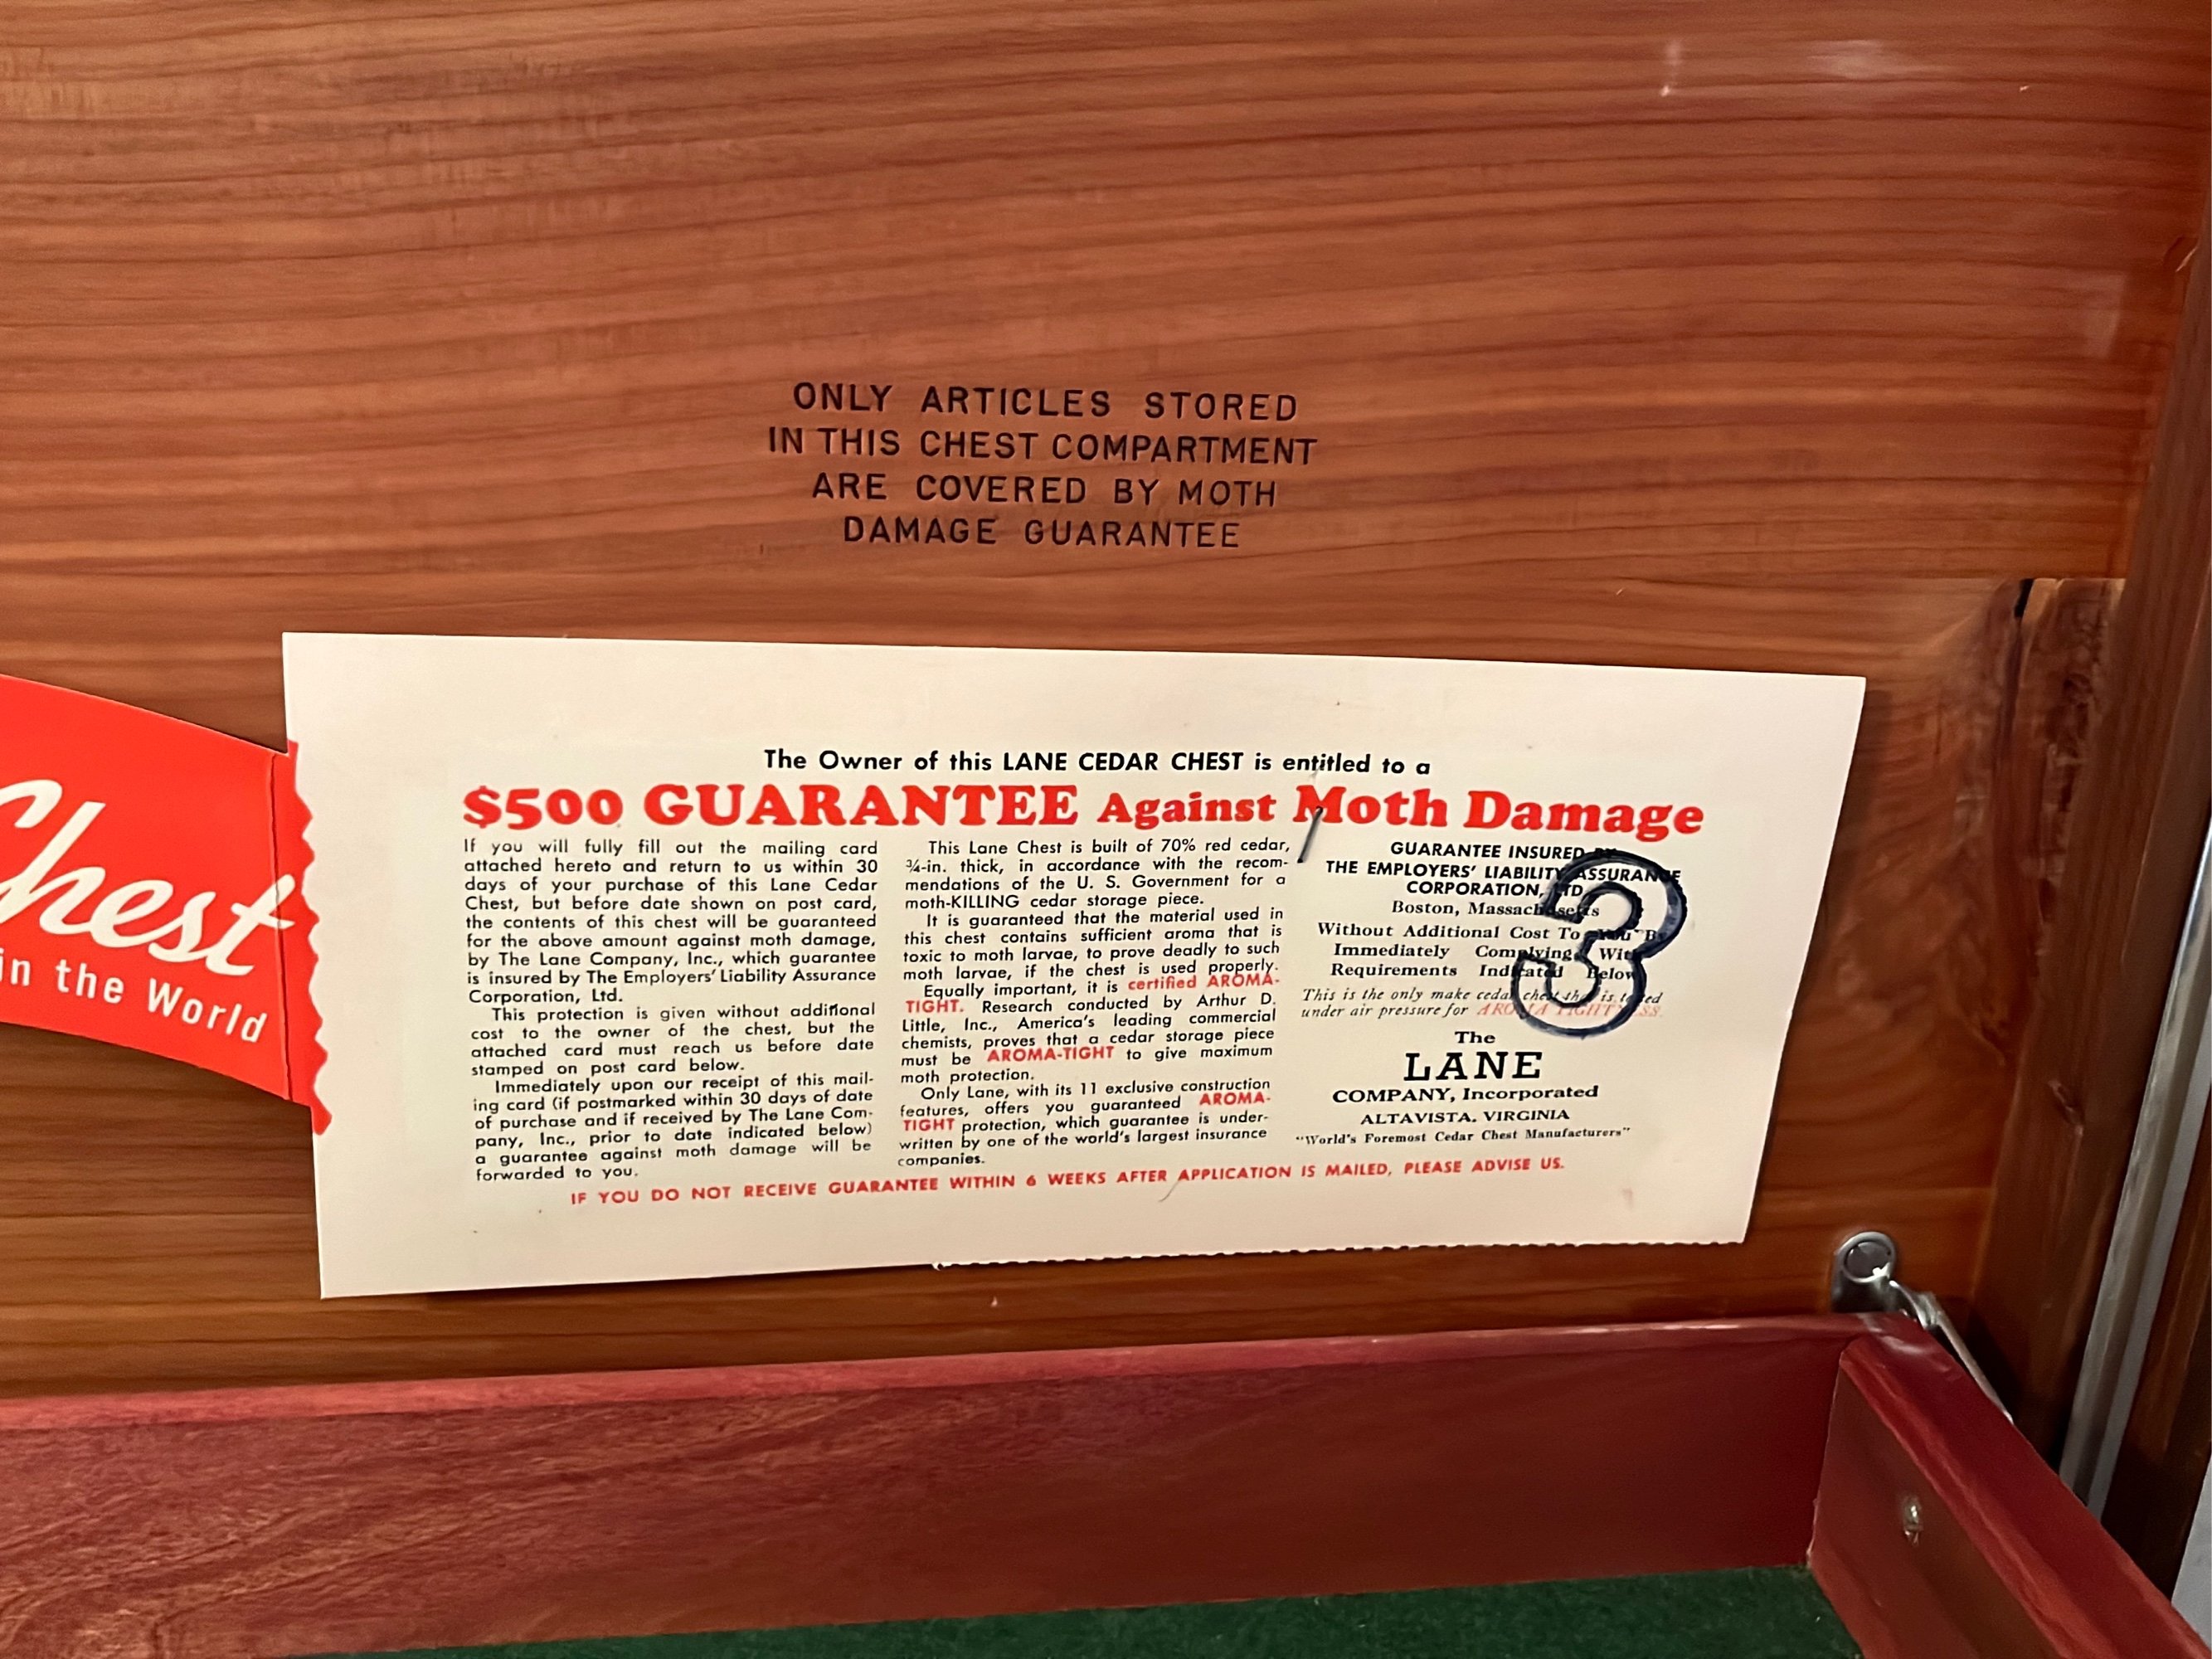 ONLY ARTICLES STORED
IN THIS CHEST COMPARTMENT
ARE COVERED BY MOTH
DAMAGE GUARANTEE
Chest
in the World
The Owner of this LANE CEDAR CHEST is entitled to a
$500 GUARANTEE Against Moth Damage
If you will fully fill out the mailing card
attached hereto and return to us within 30
days of your purchase of this Lane Cedar
Chest, but before date shown on post card,
the contents of this chest will be guaranteed
for the above amount against moth damage,
by The Lane Company, Inc., which guarantee
is insured by The Employers' Liability Assurance
Corporation, Ltd.
This protection is given without additional
cost to the owner of the chest, but the
attached card must reach us before date
stamped on post card below.
Immediately upon our receipt of this mail-
ing card (if postmarked within 30 days of date
of purchase and if received by The Lane Com-
pany, Inc., prior to date indicated below)
a guarantee against moth damage will be
forwarded to you.
This Lane Chest is built of 70% red cedar,
¾-in. thick, in accordance with the recom-
mendations of the U. S. Government for a
moth-KILLING cedar storage piece.
It is guaranteed that the material used in
this chest contains sufficient aroma that is
toxic to moth larvae, to prove deadly to such
moth larvae, if the chest is used properly.
Equally important, it is certified AROMA-
TIGHT. Research conducted by Arthur D.
Little, Inc., America's leading commercial
chemists, proves that a cedar storage piece
must be AROMA-TIGHT to give maximum
moth protection.
Only Lane, with its 11 exclusive construction
features, offers you guaranteed AROMA-
TIGHT protection, which guarantee is under-
written by one of the world's largest insurance
companies.
GUARANTEE INSURED BY
THE EMPLOYERS' LIABILITY ASSURANCE
CORPORATION, LTD
Boston, Massachusetts
Without Additional Cost To You By
Immediately Complying With
Requirements Indicated Below
This is the only make cedar chest that is tested
under air pressure for AROMA TIGHTNESS.
3
The
LANE
COMPANY, Incorporated
ALTAVISTA, VIRGINIA
"World's Foremost Cedar Chest Manufacturers"
IF YOU DO NOT RECEIVE GUARANTEE WITHIN 6 WEEKS AFTER APPLICATION IS MAILED, PLEASE ADVISE US.